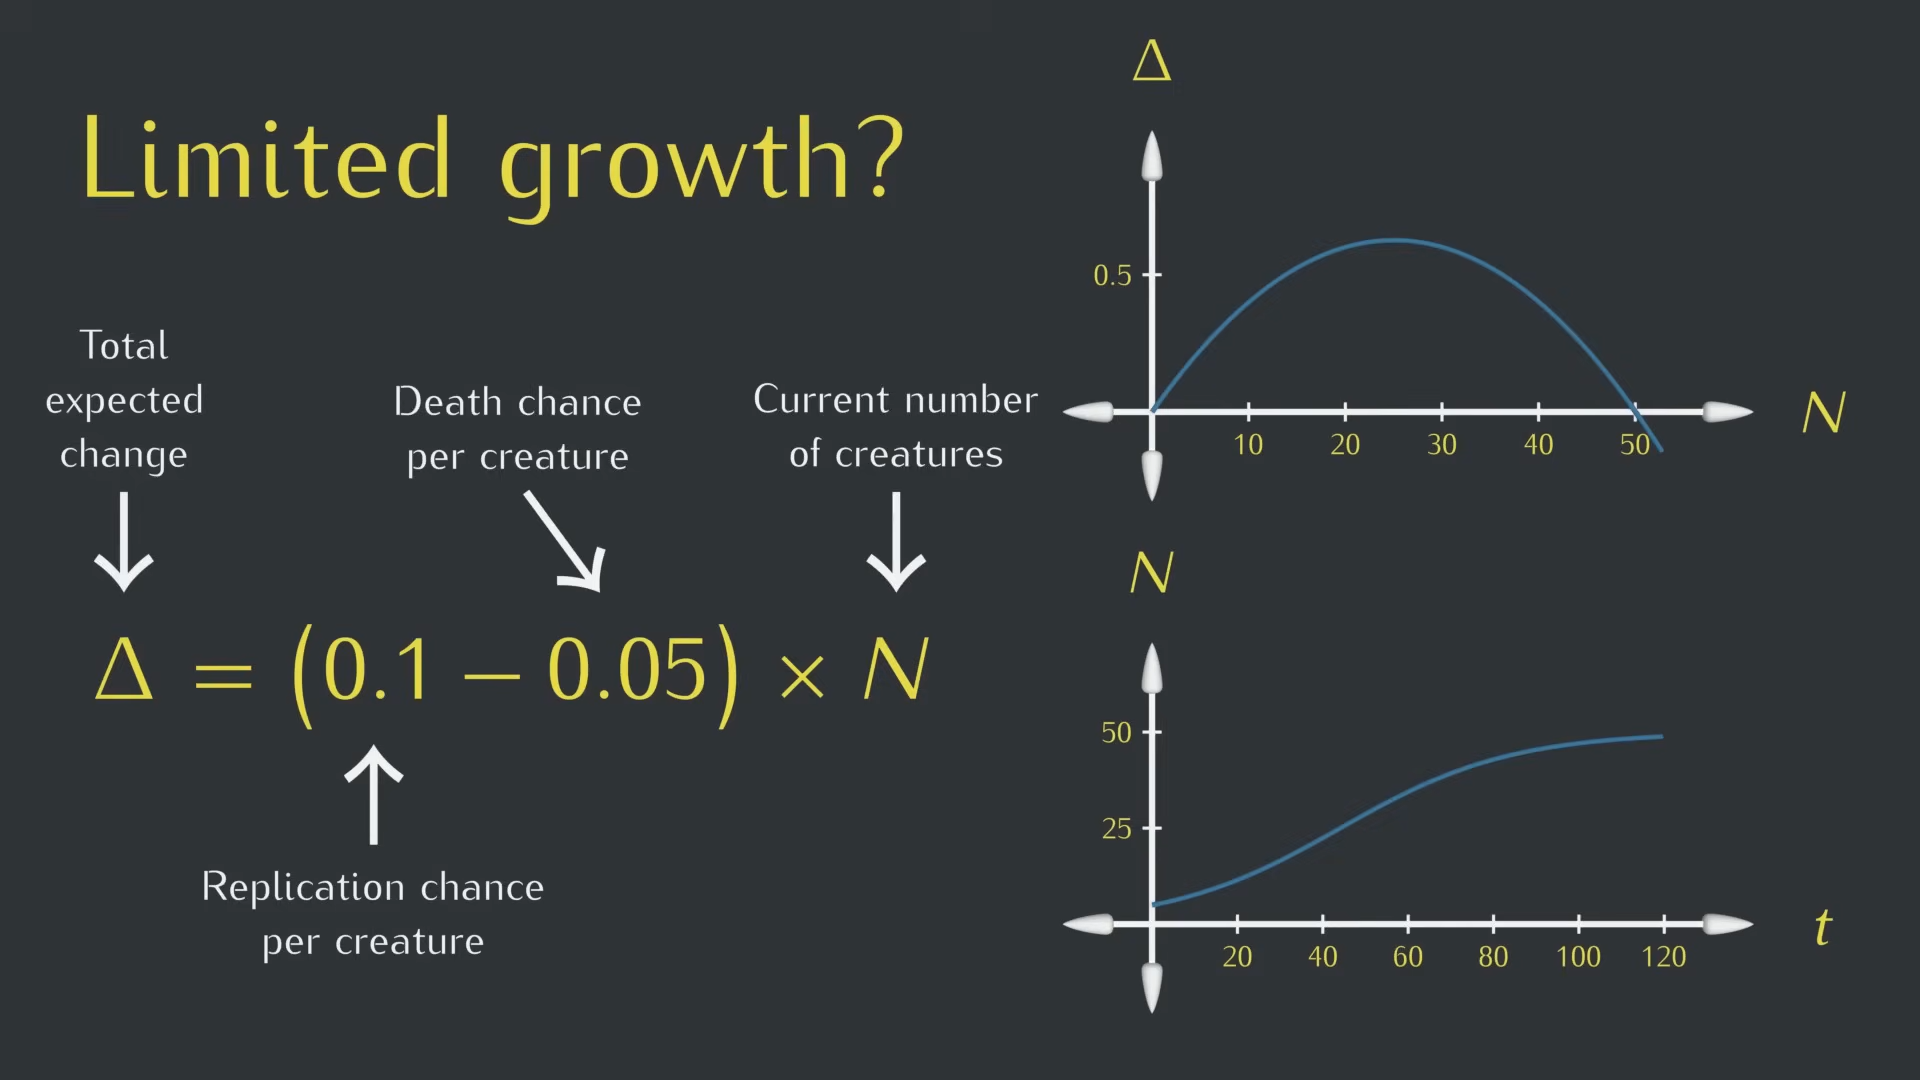 Limited growth?
Total
expected
change
Death chance
per creature
Current number
of creatures
Δ = (0.1 – 0.05) × N
Replication chance
per creature
Δ
0.5
10 20 30 40 50
N
N
50
25
20 40 60 80 100 120
t